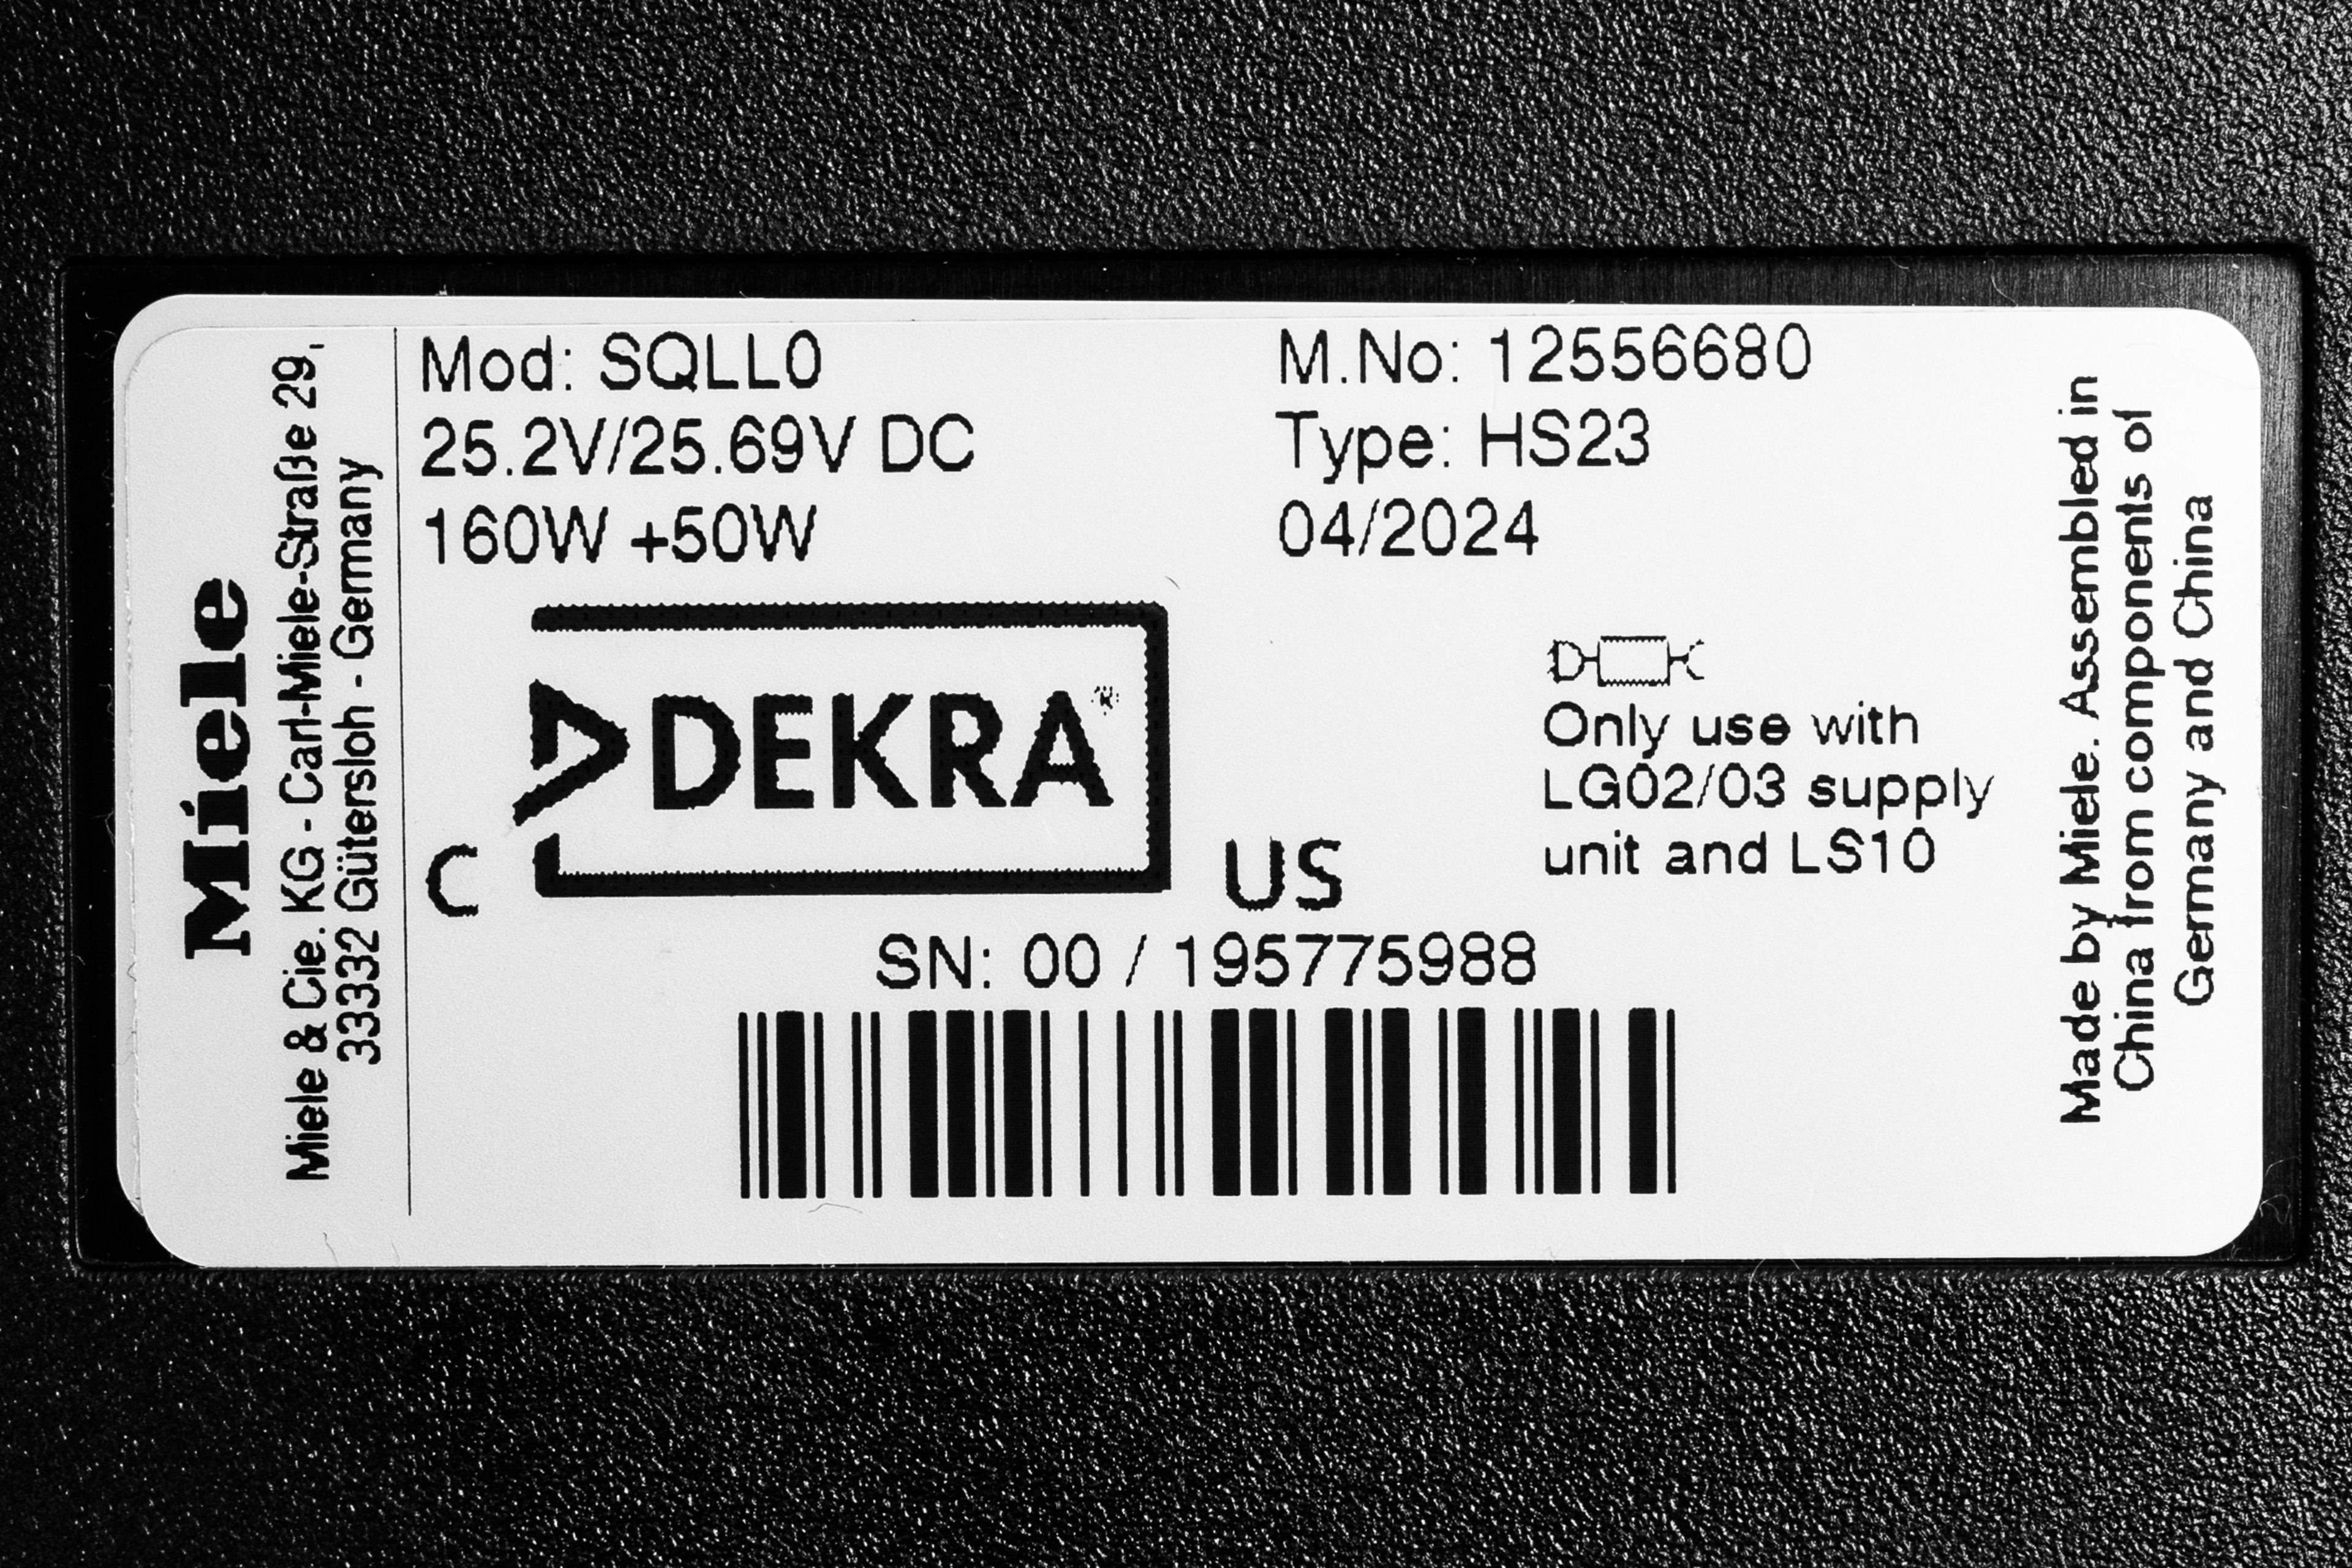 Miele
Miele & Cie. KG - Carl-Miele-Straße 29,
33332 Gütersloh - Germany
Mod: SQLL0
25.2V/25.69V DC
160W +50W
M.No: 12556680
Type: HS23
04/2024
DEKRA®
C
US
Only use with
LG02/03 supply
unit and LS10
SN: 00 / 195775988
Made by Miele. Assembled in
China from components of
Germany and China